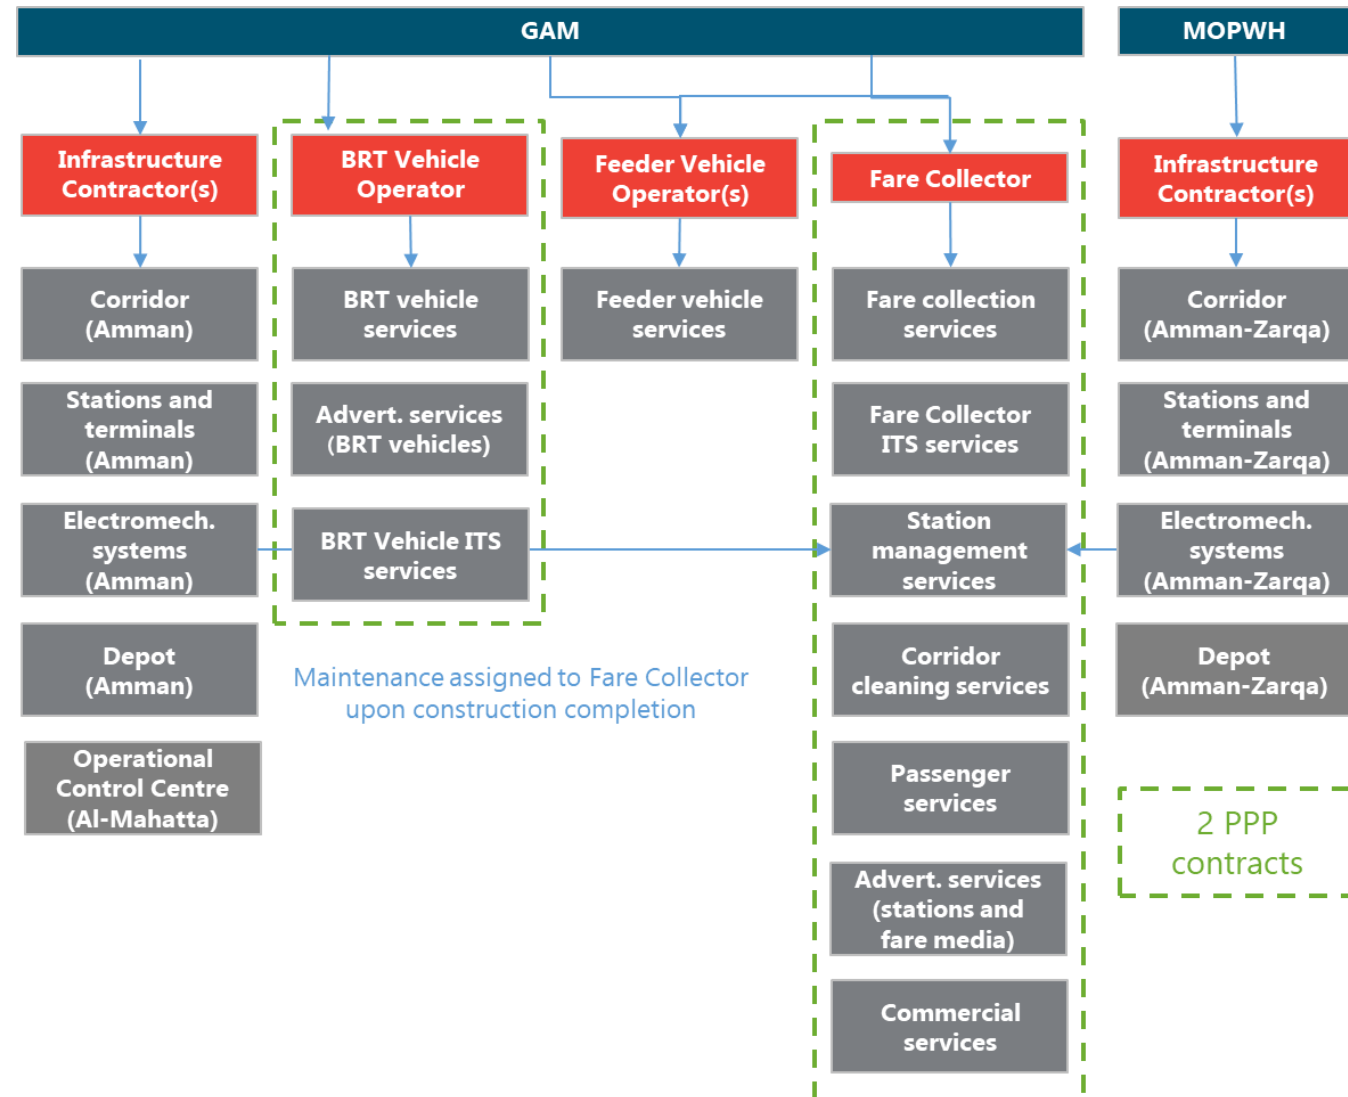 GAM
MOPWH
Infrastructure
Contractor(s)
BRT Vehicle
Operator
Feeder Vehicle
Operator(s)
Fare Collector
Infrastructure
Contractor(s)
Corridor
(Amman)
BRT vehicle
services
Feeder vehicle
services
Fare collection
services
Corridor
(Amman-Zarqa)
Stations and
terminals
(Amman)
Advert. services
(BRT vehicles)
Fare Collector
ITS services
Stations and
terminals
(Amman-Zarqa)
Electromech.
systems
(Amman)
BRT Vehicle ITS
services
Station
management
services
Electromech.
systems
(Amman-Zarqa)
Depot
(Amman)
Maintenance assigned to Fare Collector
upon construction completion
Corridor
cleaning services
Depot
(Amman-Zarqa)
Operational
Control Centre
(Al-Mahatta)
Passenger
services
2 PPP
contracts
Advert. services
(stations and
fare media)
Commercial
services